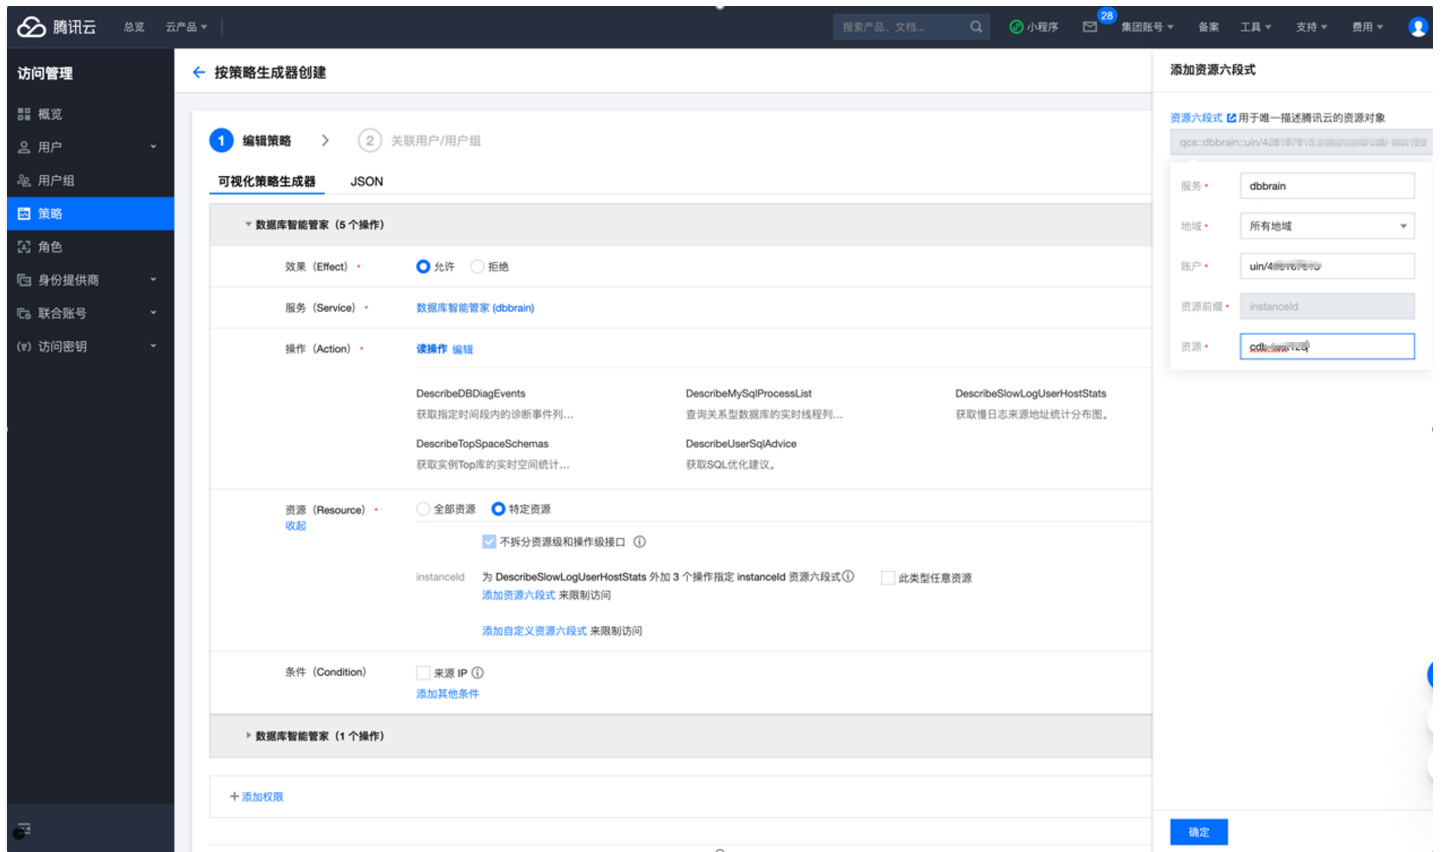 腾讯云
总览
云产品
搜索产品、文档...
小程序
28
集团账号
备案
工具
支持
费用
访问管理
概览
用户
用户组
策略
角色
身份提供商
联合账号
访问密钥
按策略生成器创建
1 编辑策略
2 关联用户/用户组
可视化策略生成器
JSON
数据库智能管家（5 个操作）
效果（Effect） *
允许
拒绝
服务（Service） *
数据库智能管家 (dbbrain)
操作（Action） *
读操作 编辑
DescribeDBDiagEvents
获取指定时间段内的诊断事件列...
DescribeMySqlProcessList
查询关系型数据库的实时线程列...
DescribeSlowLogUserHostStats
获取慢日志来源地址统计分布图。
DescribeTopSpaceSchemas
获取实例Top库的实时空间统计...
DescribeUserSqlAdvice
获取SQL优化建议。
资源（Resource） *
收起
全部资源
特定资源
不拆分资源级和操作级接口
instanceId
为 DescribeSlowLogUserHostStats 外加 3 个操作指定 instanceId 资源六段式
此类型任意资源
添加资源六段式 来限制访问
添加自定义资源六段式 来限制访问
条件（Condition）
来源 IP
添加其他条件
数据库智能管家（1 个操作）
+添加权限
添加资源六段式
资源六段式 用于唯一描述腾讯云的资源对象
qcs::dbbrain::uin/
服务 *
dbbrain
地域 *
所有地域
账户 *
uin/4
资源前缀 *
instanceId
资源 *
cdb-
确定